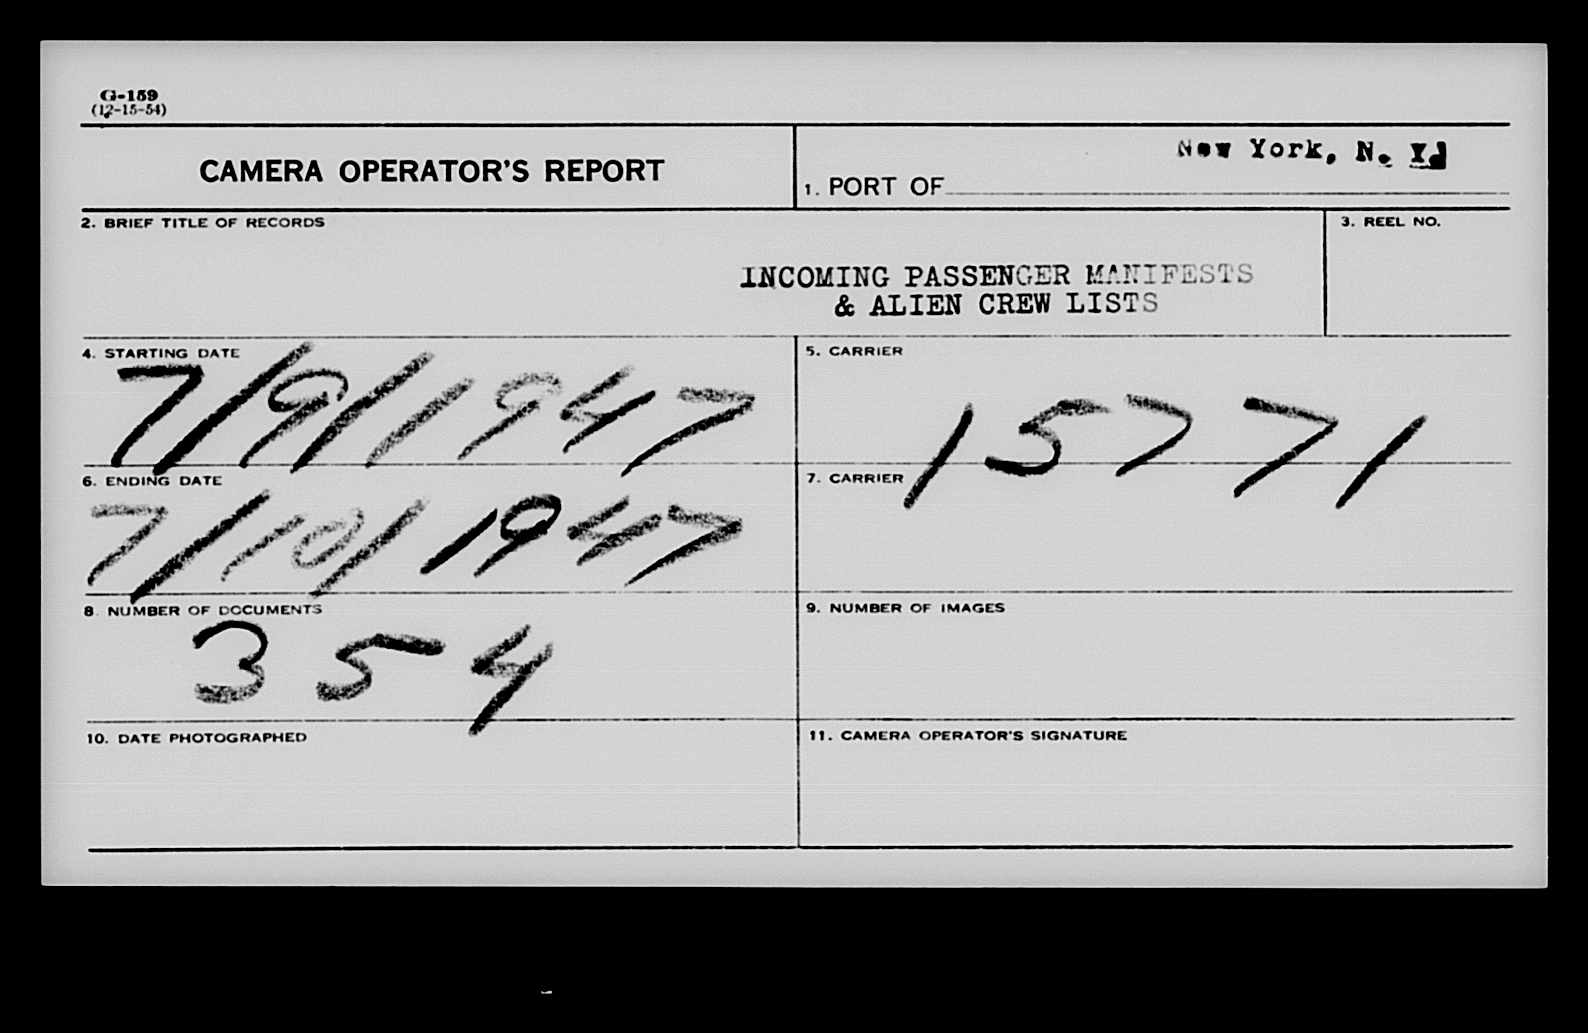 G-159
(12-15-54)
CAMERA OPERATOR'S REPORT
1. PORT OF New York, N. Y.
2. BRIEF TITLE OF RECORDS
3. REEL NO.
INCOMING PASSENGER MANIFESTS
& ALIEN CREW LISTS
4. STARTING DATE
7/9/1947
5. CARRIER
15771
6. ENDING DATE
7/10/1947
7. CARRIER
8. NUMBER OF DOCUMENTS
354
9. NUMBER OF IMAGES
10. DATE PHOTOGRAPHED
11. CAMERA OPERATOR'S SIGNATURE